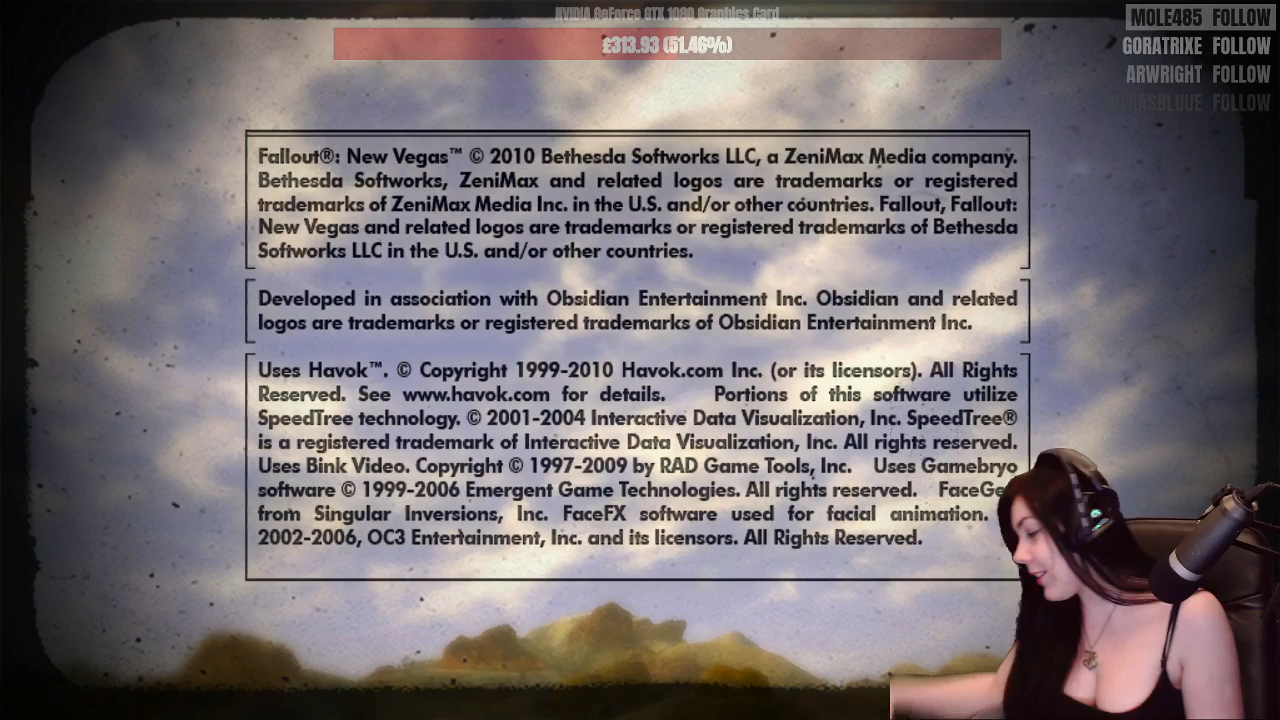 NVIDIA GeForce GTX 1080 Graphics Card
£313.93 (51.46%)
MOLE485 FOLLOW
GORATRIXE FOLLOW
ARWRIGHT FOLLOW
FOLLOW
Fallout®: New Vegas™ © 2010 Bethesda Softworks LLC, a ZeniMax Media company.
Bethesda Softworks, ZeniMax and related logos are trademarks or registered
trademarks of ZeniMax Media Inc. in the U.S. and/or other countries. Fallout, Fallout:
New Vegas and related logos are trademarks or registered trademarks of Bethesda
Softworks LLC in the U.S. and/or other countries.
Developed in association with Obsidian Entertainment Inc. Obsidian and related
logos are trademarks or registered trademarks of Obsidian Entertainment Inc.
Uses Havok™. © Copyright 1999-2010 Havok.com Inc. (or its licensors). All Rights
Reserved. See www.havok.com for details. Portions of this software utilize
SpeedTree technology. © 2001-2004 Interactive Data Visualization, Inc. SpeedTree®
is a registered trademark of Interactive Data Visualization, Inc. All rights reserved.
Uses Bink Video. Copyright © 1997-2009 by RAD Game Tools, Inc. Uses Gamebryo
software © 1999-2006 Emergent Game Technologies. All rights reserved. FaceGe
from Singular Inversions, Inc. FaceFX software used for facial animation.
2002-2006, OC3 Entertainment, Inc. and its licensors. All Rights Reserved.